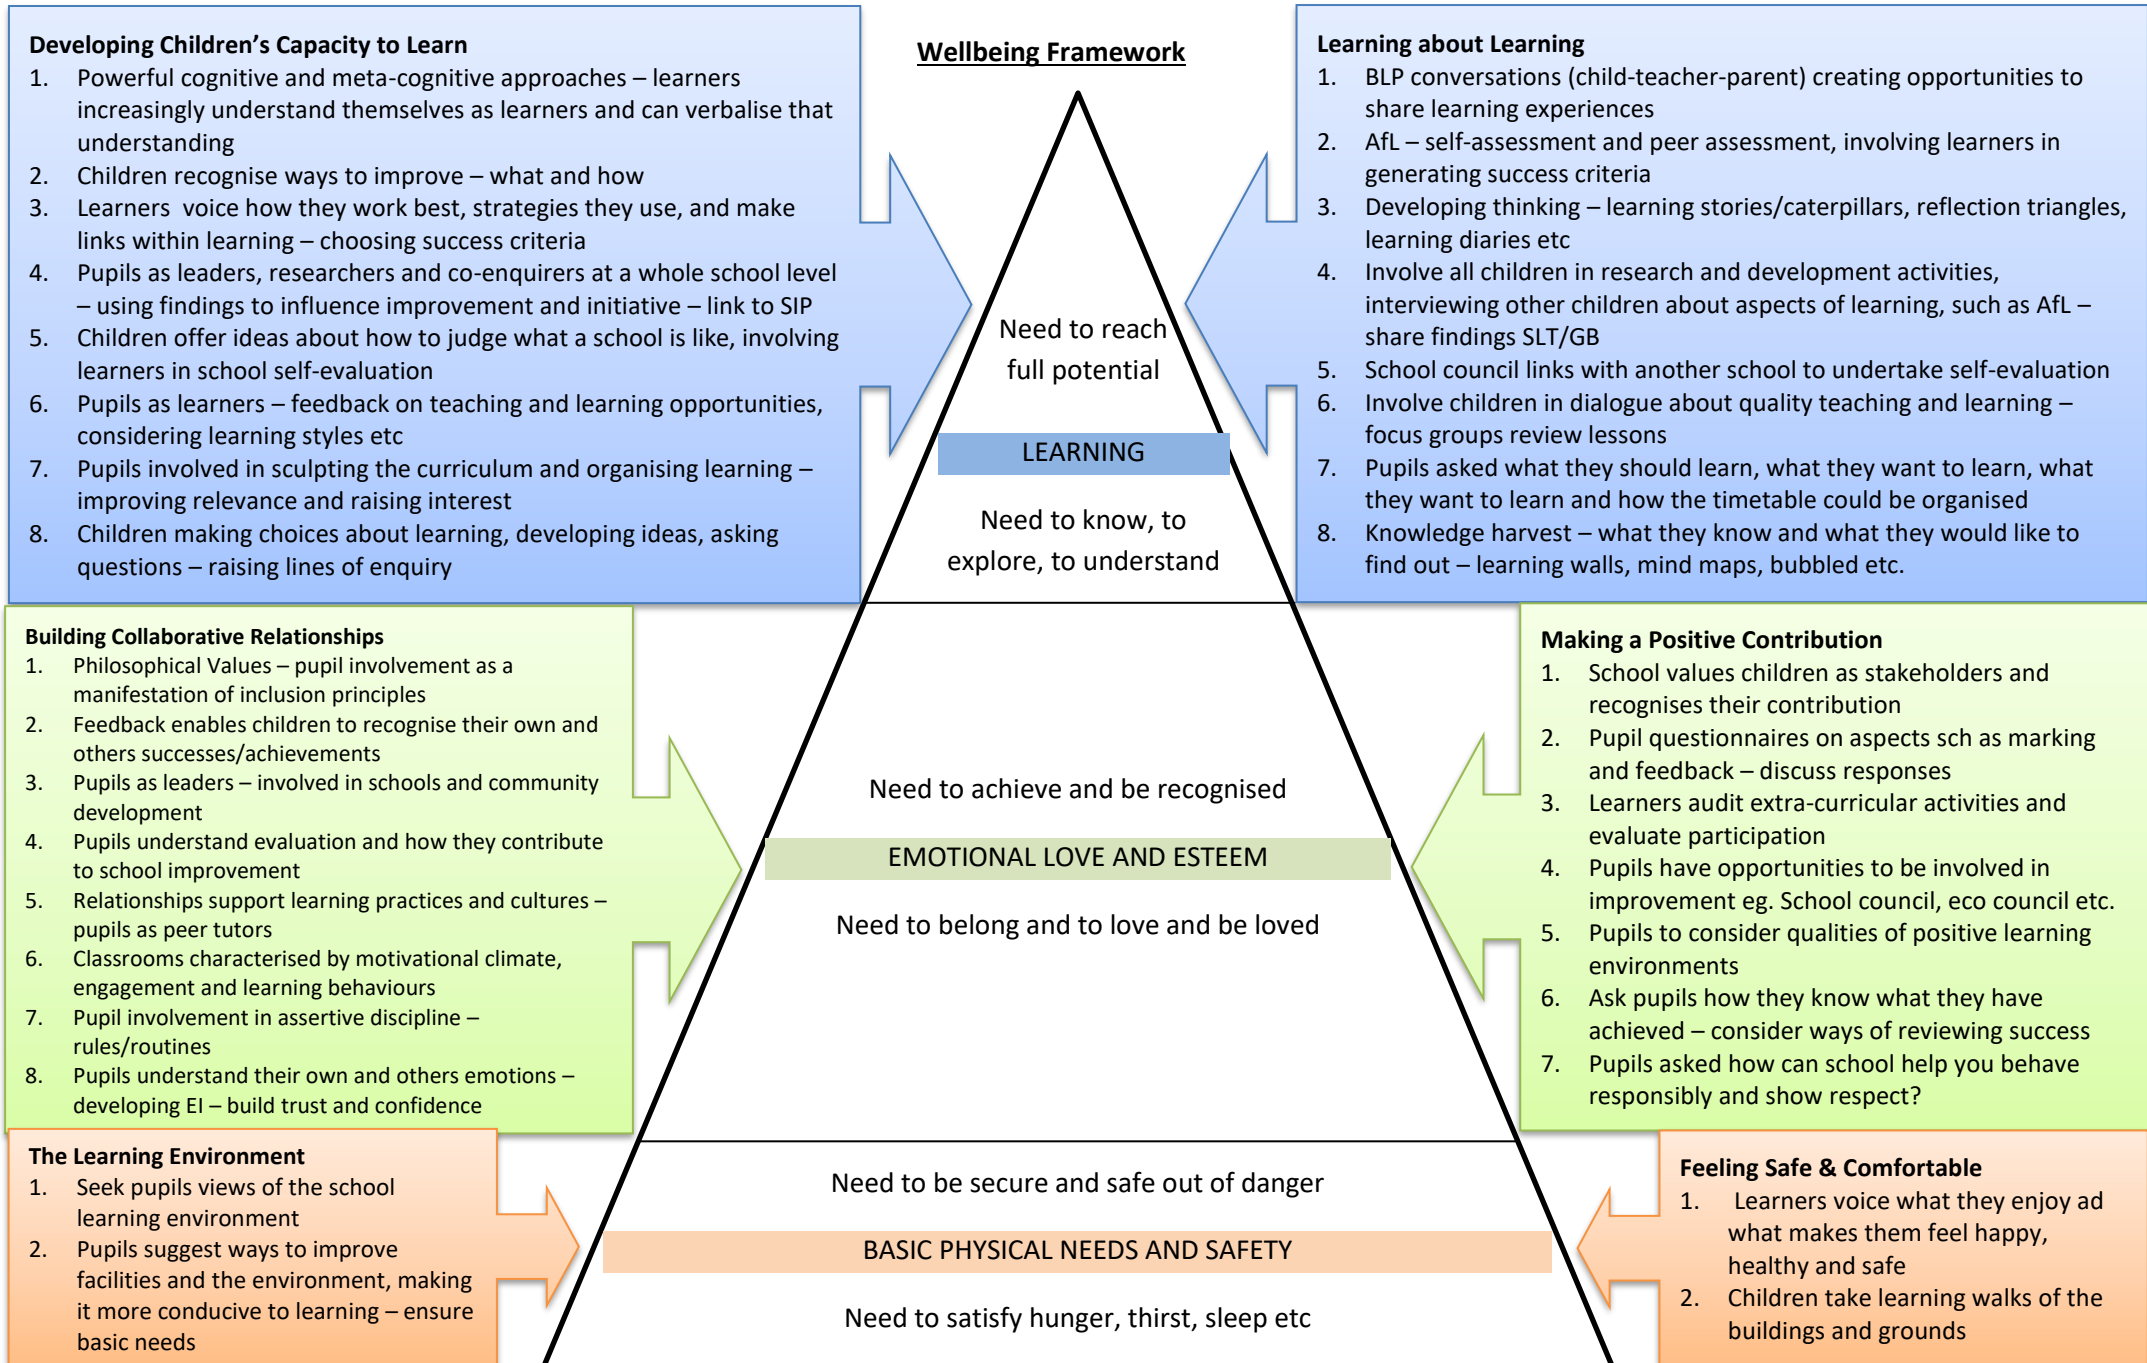 Wellbeing Framework
Developing Children’s Capacity to Learn
1. Powerful cognitive and meta-cognitive approaches – learners
increasingly understand themselves as learners and can verbalise that
understanding
2. Children recognise ways to improve – what and how
3. Learners  voice how they work best, strategies they use, and make
links within learning – choosing success criteria
4. Pupils as leaders, researchers and co-enquirers at a whole school level
– using findings to influence improvement and initiative – link to SIP
5. Children offer ideas about how to judge what a school is like, involving
learners in school self-evaluation
6. Pupils as learners – feedback on teaching and learning opportunities,
considering learning styles etc
7. Pupils involved in sculpting the curriculum and organising learning –
improving relevance and raising interest
8. Children making choices about learning, developing ideas, asking
questions – raising lines of enquiry
Need to reach
full potential
LEARNING
Need to know, to
explore, to understand
Learning about Learning
1. BLP conversations (child-teacher-parent) creating opportunities to
share learning experiences
2. AfL – self-assessment and peer assessment, involving learners in
generating success criteria
3. Developing thinking – learning stories/caterpillars, reflection triangles,
learning diaries etc
4. Involve all children in research and development activities,
interviewing other children about aspects of learning, such as AfL –
share findings SLT/GB
5. School council links with another school to undertake self-evaluation
6. Involve children in dialogue about quality teaching and learning –
focus groups review lessons
7. Pupils asked what they should learn, what they want to learn, what
they want to learn and how the timetable could be organised
8. Knowledge harvest – what they know and what they would like to
find out – learning walls, mind maps, bubbled etc.
Building Collaborative Relationships
1. Philosophical Values – pupil involvement as a
manifestation of inclusion principles
2. Feedback enables children to recognise their own and
others successes/achievements
3. Pupils as leaders – involved in schools and community
development
4. Pupils understand evaluation and how they contribute
to school improvement
5. Relationships support learning practices and cultures –
pupils as peer tutors
6. Classrooms characterised by motivational climate,
engagement and learning behaviours
7. Pupil involvement in assertive discipline –
rules/routines
8. Pupils understand their own and others emotions –
developing EI – build trust and confidence
Need to achieve and be recognised
EMOTIONAL LOVE AND ESTEEM
Need to belong and to love and be loved
Making a Positive Contribution
1. School values children as stakeholders and
recognises their contribution
2. Pupil questionnaires on aspects sch as marking
and feedback – discuss responses
3. Learners audit extra-curricular activities and
evaluate participation
4. Pupils have opportunities to be involved in
improvement eg. School council, eco council etc.
5. Pupils to consider qualities of positive learning
environments
6. Ask pupils how they know what they have
achieved – consider ways of reviewing success
7. Pupils asked how can school help you behave
responsibly and show respect?
The Learning Environment
1. Seek pupils views of the school
learning environment
2. Pupils suggest ways to improve
facilities and the environment, making
it more conducive to learning – ensure
basic needs
Need to be secure and safe out of danger
BASIC PHYSICAL NEEDS AND SAFETY
Need to satisfy hunger, thirst, sleep etc
Feeling Safe & Comfortable
1. Learners voice what they enjoy ad
what makes them feel happy,
healthy and safe
2. Children take learning walks of the
buildings and grounds